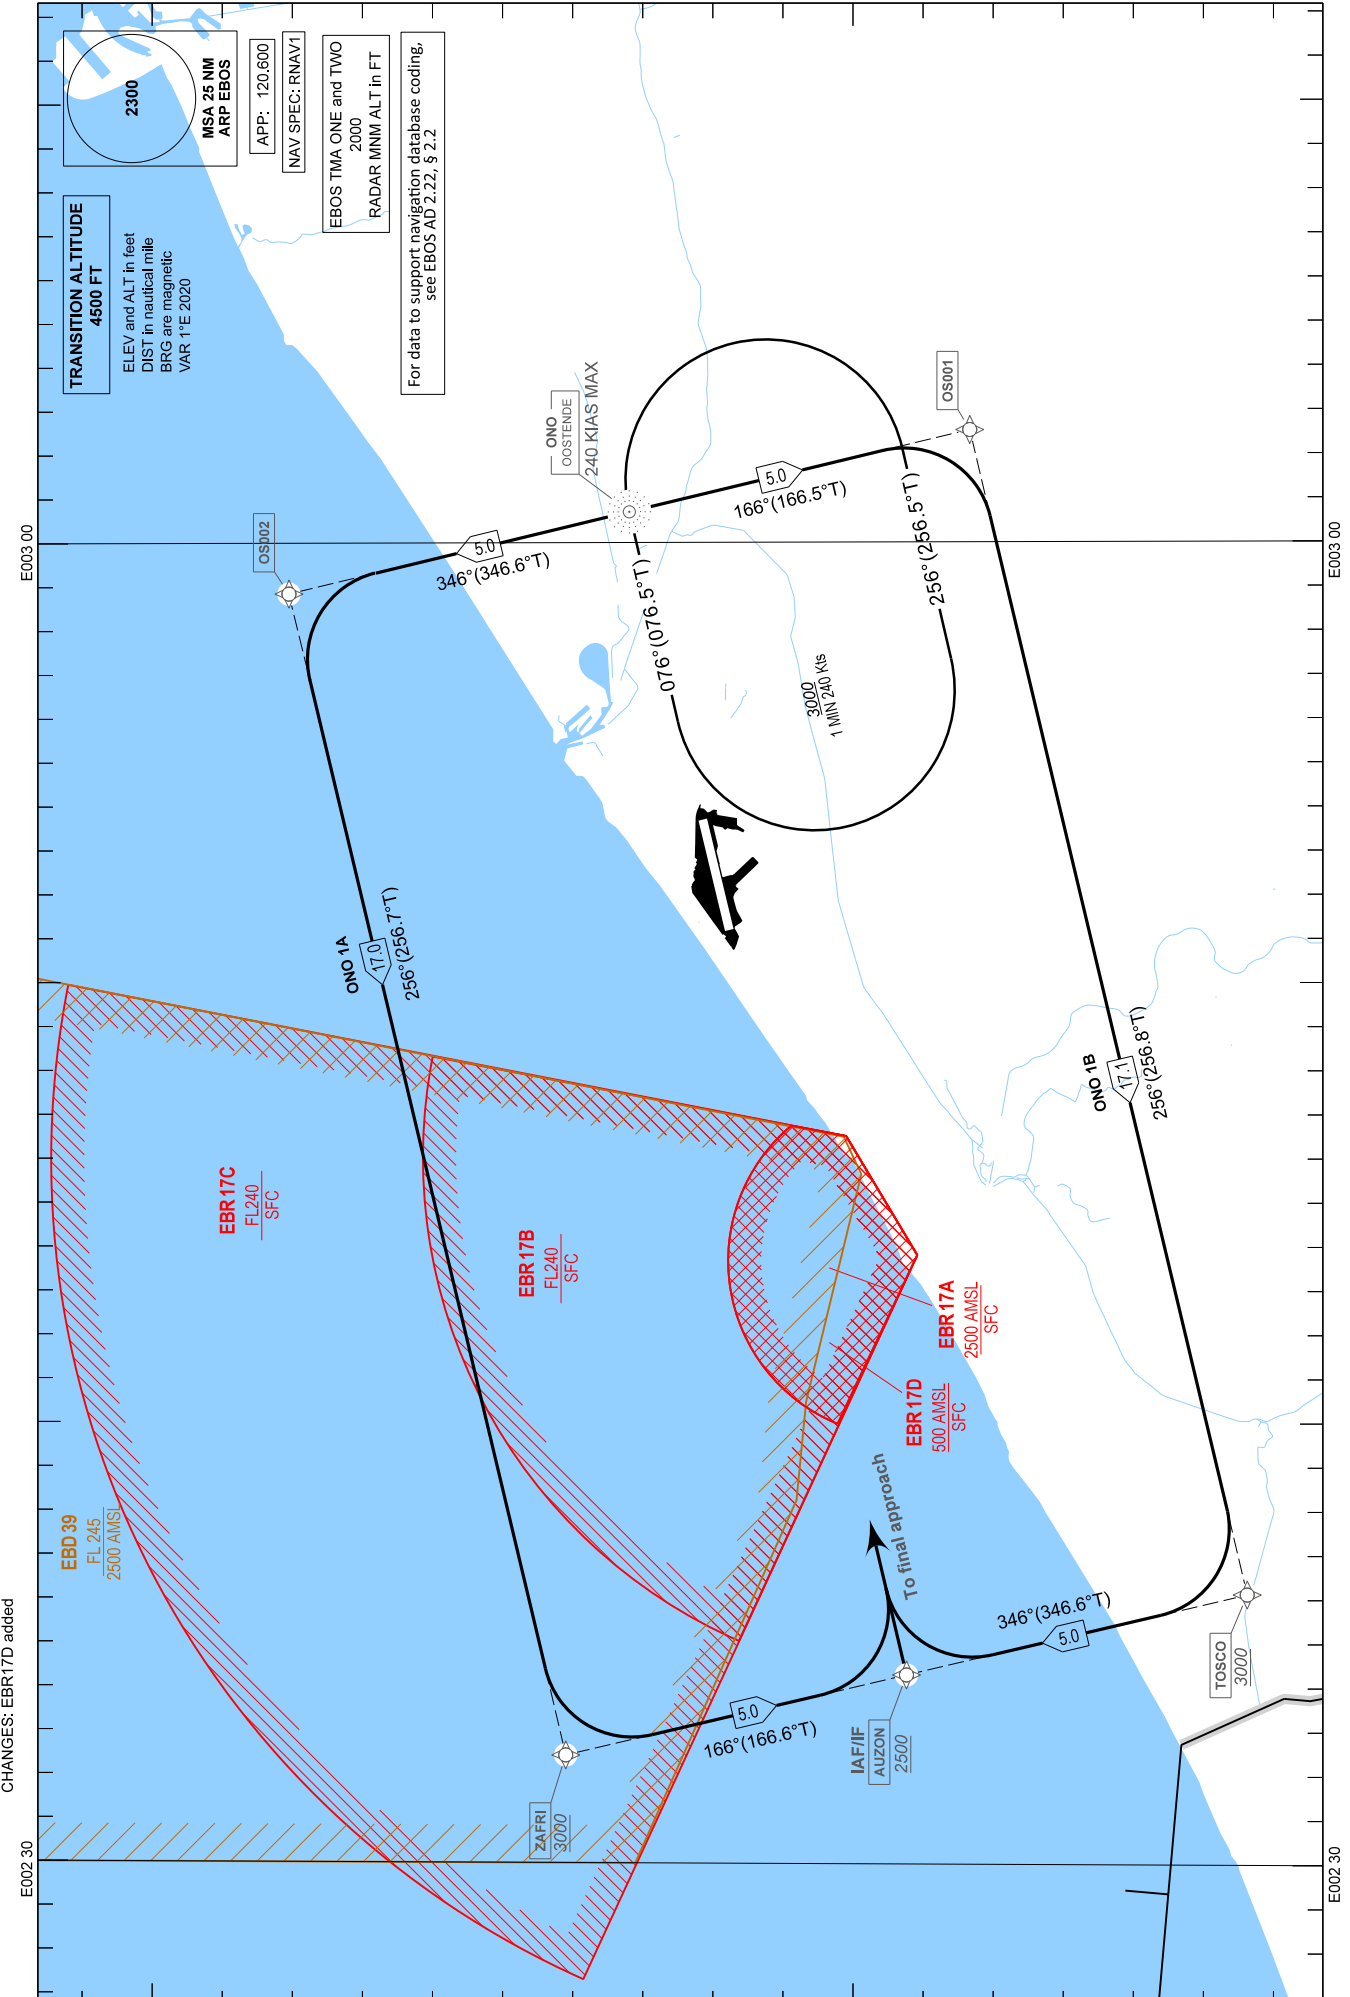 CHANGES: EBR17D added
2300
MSA 25 NM
ARP EBOS
APP: 120.600
NAV SPEC: RNAV1
EBOS TMA ONE and TWO
2000
RADAR MNM ALT in FT
For data to support navigation database coding,
see EBOS AD 2.22, § 2.2
TRANSITION ALTITUDE
4500 FT
ELEV and ALT in feet
DIST in nautical mile
BRG are magnetic
VAR 1°E 2020
E003 00
E003 00
E002 30
E002 30
OS002
5.0
346°(346.6°T)
ONO
OOSTENDE
240 KIAS MAX
5.0
166°(166.5°T)
OS001
076°(076.5°T)
256°(256.5°T)
3000
1 MIN 240 Kts
ONO 1A
17.0
256°(256.7°T)
ONO 1B
17.1
256°(256.8°T)
EBR17C
FL240
SFC
EBR17B
FL240
SFC
EBR17A
2500 AMSL
SFC
EBR17D
500 AMSL
SFC
EBD 39
FL 245
2500 AMSL
To final approach
ZAFRI
3000
5.0
166°(166.6°T)
IAF/IF
AUZON
2500
346°(346.6°T)
5.0
TOSCO
3000